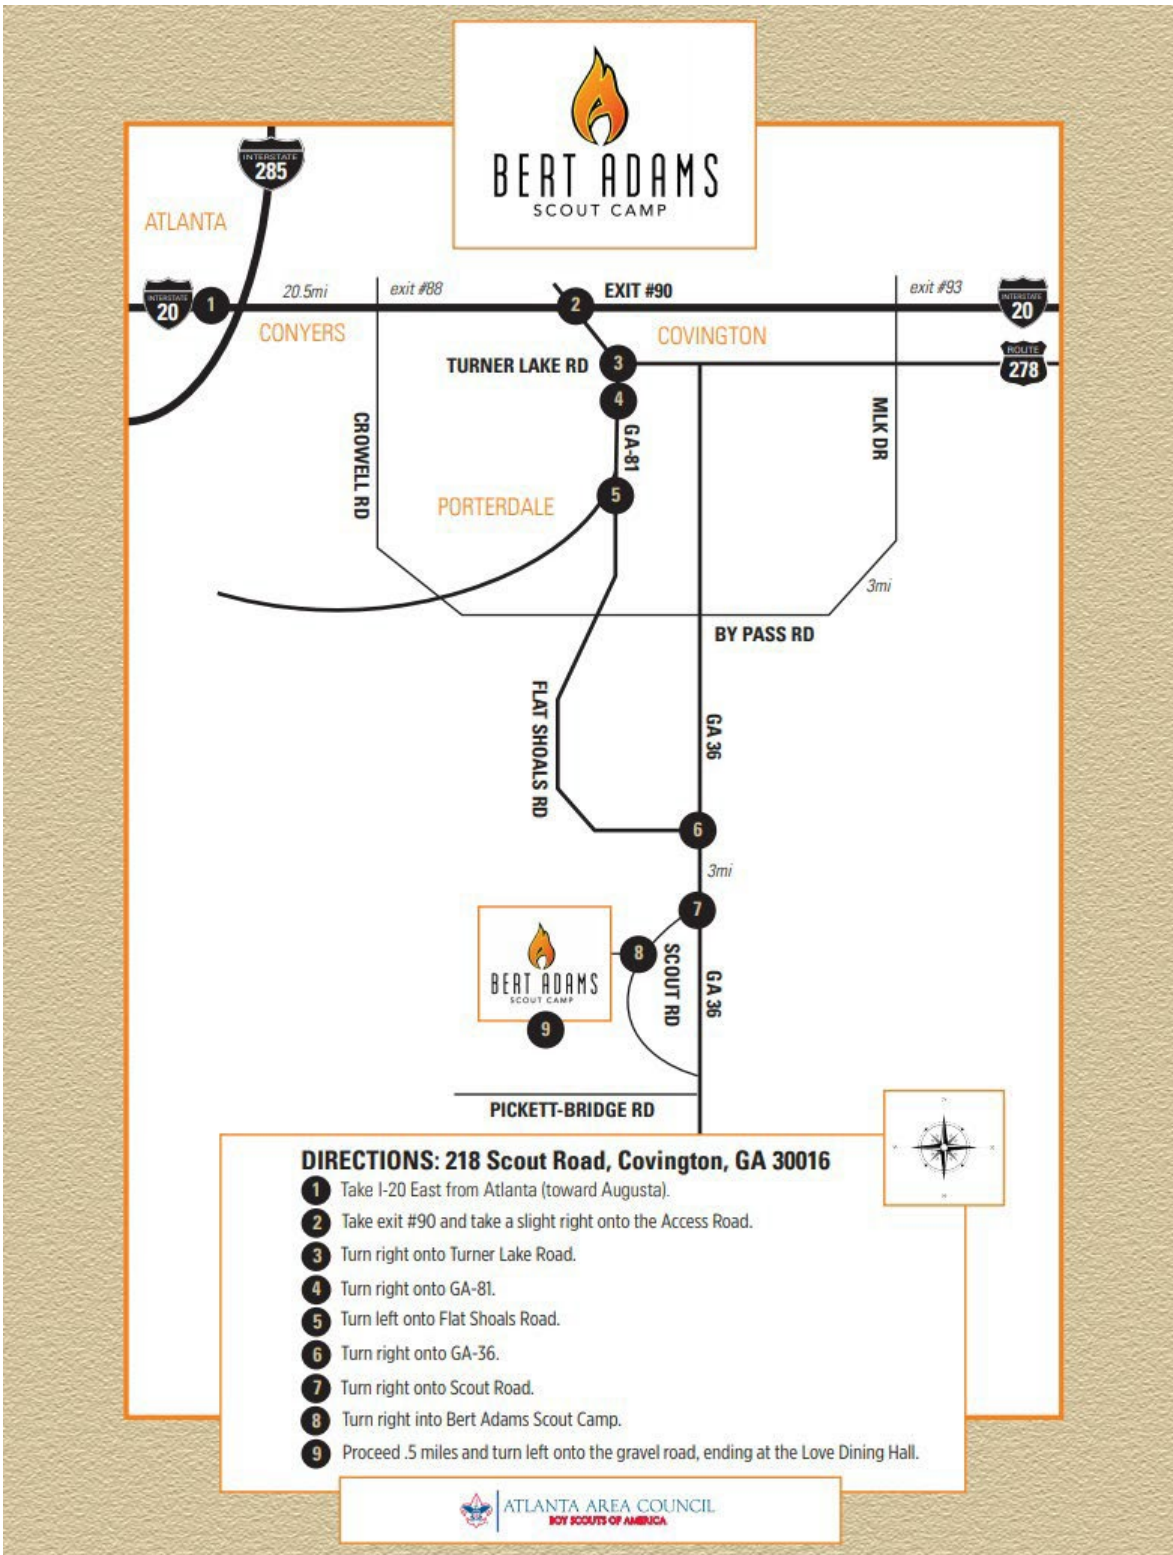 BERT ADAMS
SCOUT CAMP
INTERSTATE
285
ATLANTA
INTERSTATE
20
1
20.5mi
exit #88
2
EXIT #90
exit #93
INTERSTATE
20
CONYERS
COVINGTON
TURNER LAKE RD
3
ROUTE
278
4
CROWELL RD
GA-81
MLK DR
PORTERDALE
5
3mi
BY PASS RD
FLAT SHOALS RD
GA 36
6
3mi
7
BERT ADAMS
SCOUT CAMP
8
SCOUT RD
GA 36
9
PICKETT-BRIDGE RD
DIRECTIONS: 218 Scout Road, Covington, GA 30016
1 Take I-20 East from Atlanta (toward Augusta).
2 Take exit #90 and take a slight right onto the Access Road.
3 Turn right onto Turner Lake Road.
4 Turn right onto GA-81.
5 Turn left onto Flat Shoals Road.
6 Turn right onto GA-36.
7 Turn right onto Scout Road.
8 Turn right into Bert Adams Scout Camp.
9 Proceed .5 miles and turn left onto the gravel road, ending at the Love Dining Hall.
ATLANTA AREA COUNCIL
BOY SCOUTS OF AMERICA